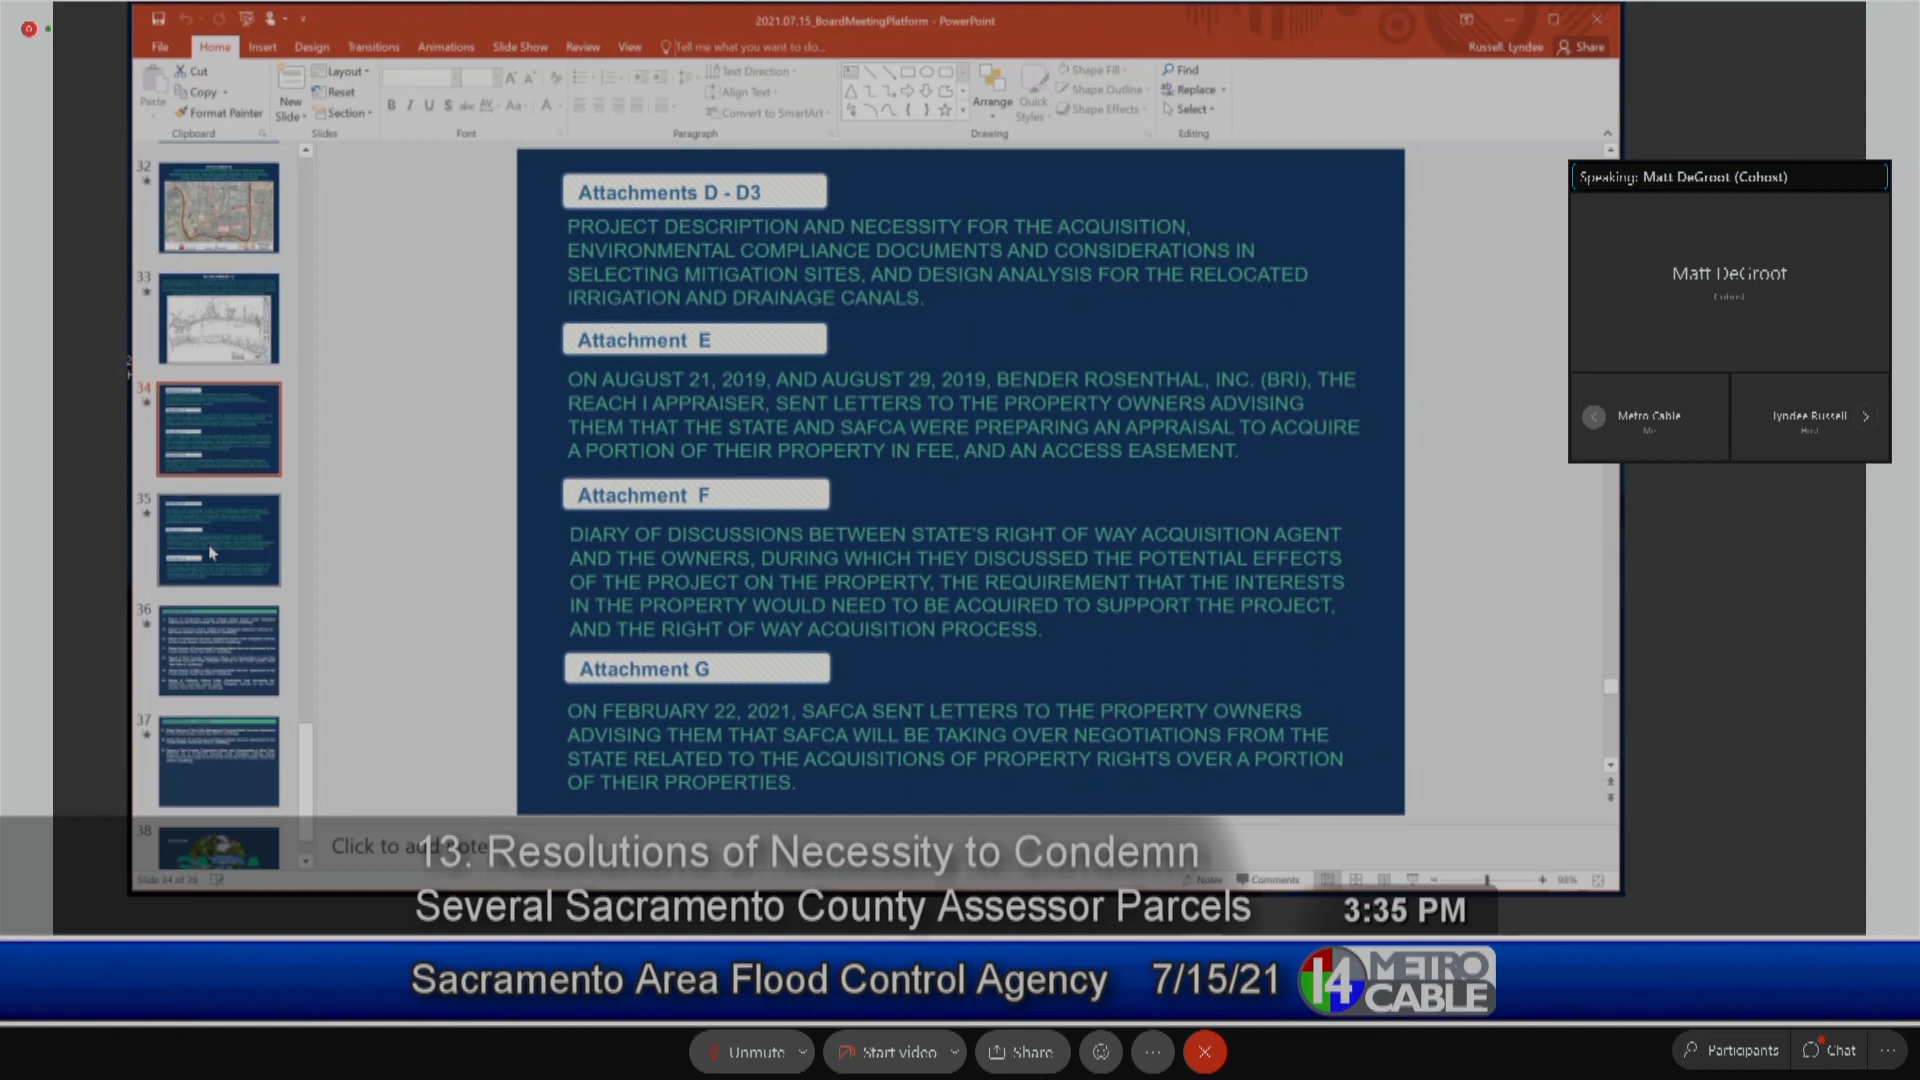 2021.07.15_BoardMeetingPlatform - PowerPoint
File Home Insert Design Transitions Animations Slide Show Review View Tell me what you want to do... Russell, Lyndee Share
Cut
Copy
Format Painter
Paste
Clipboard
New Slide
Layout
Reset
Section
Slides
Font
Text Direction
Align Text
Convert to SmartArt
Paragraph
Arrange
Quick Styles
Shape Fill
Shape Outline
Shape Effects
Drawing
Find
Replace
Select
Editing
32
33
34
35
36
37
38
Attachments D - D3
PROJECT DESCRIPTION AND NECESSITY FOR THE ACQUISITION,
ENVIRONMENTAL COMPLIANCE DOCUMENTS AND CONSIDERATIONS IN
SELECTING MITIGATION SITES, AND DESIGN ANALYSIS FOR THE RELOCATED
IRRIGATION AND DRAINAGE CANALS.
Attachment E
ON AUGUST 21, 2019, AND AUGUST 29, 2019, BENDER ROSENTHAL, INC. (BRI), THE
REACH I APPRAISER, SENT LETTERS TO THE PROPERTY OWNERS ADVISING
THEM THAT THE STATE AND SAFCA WERE PREPARING AN APPRAISAL TO ACQUIRE
A PORTION OF THEIR PROPERTY IN FEE, AND AN ACCESS EASEMENT.
Attachment F
DIARY OF DISCUSSIONS BETWEEN STATE'S RIGHT OF WAY ACQUISITION AGENT
AND THE OWNERS, DURING WHICH THEY DISCUSSED THE POTENTIAL EFFECTS
OF THE PROJECT ON THE PROPERTY, THE REQUIREMENT THAT THE INTERESTS
IN THE PROPERTY WOULD NEED TO BE ACQUIRED TO SUPPORT THE PROJECT,
AND THE RIGHT OF WAY ACQUISITION PROCESS.
Attachment G
ON FEBRUARY 22, 2021, SAFCA SENT LETTERS TO THE PROPERTY OWNERS
ADVISING THEM THAT SAFCA WILL BE TAKING OVER NEGOTIATIONS FROM THE
STATE RELATED TO THE ACQUISITIONS OF PROPERTY RIGHTS OVER A PORTION
OF THEIR PROPERTIES.
Speaking: Matt DeGroot (Cohost)
Matt DeGroot
Cohost
Metro Cable
Me
lyndee Russell
Host
Click to add notes
Notes Comments 98%
13. Resolutions of Necessity to Condemn
Several Sacramento County Assessor Parcels 3:35 PM
Sacramento Area Flood Control Agency 7/15/21 14 METRO CABLE
Unmute Start video Share Participants Chat